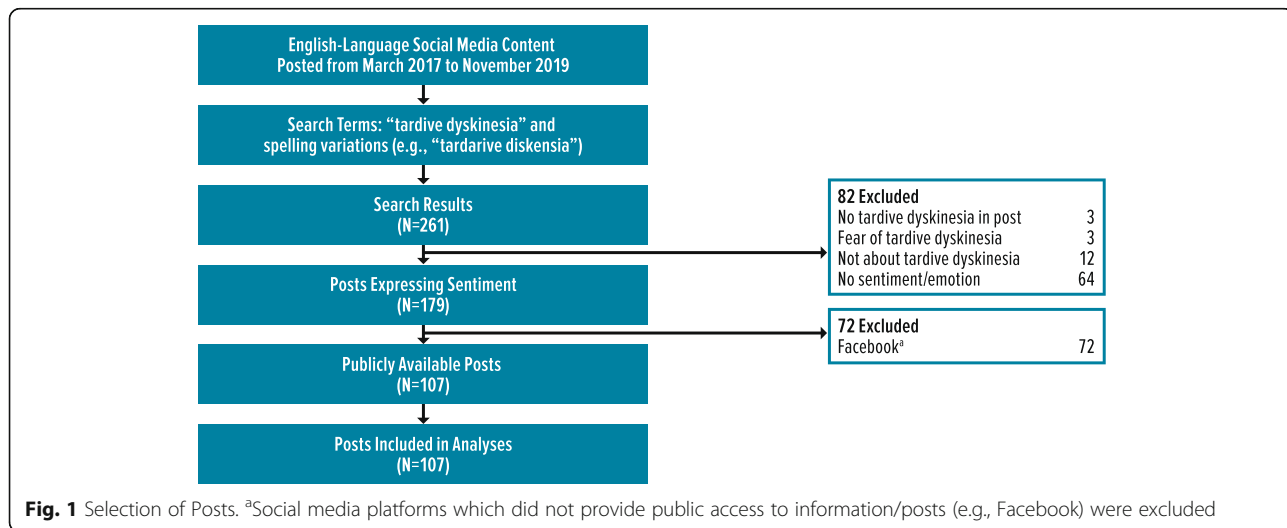 English-Language Social Media Content
Posted from March 2017 to November 2019
Search Terms: “tardive dyskinesia” and
spelling variations (e.g., “tardarive diskensia”)
Search Results
(N=261)
82 Excluded
No tardive dyskinesia in post 3
Fear of tardive dyskinesia 3
Not about tardive dyskinesia 12
No sentiment/emotion 64
Posts Expressing Sentiment
(N=179)
72 Excluded
Facebookª 72
Publicly Available Posts
(N=107)
Posts Included in Analyses
(N=107)
Fig. 1 Selection of Posts. ªSocial media platforms which did not provide public access to information/posts (e.g., Facebook) were excluded